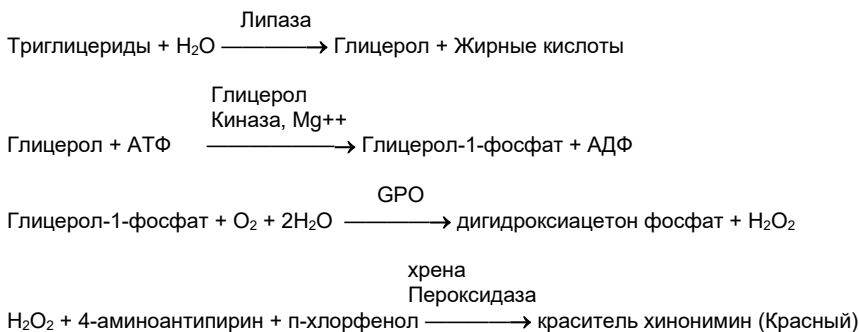 Липаза
Триглицериды + H₂O ⟶ Глицерол + Жирные кислоты
Глицерол
Киназа, Mg++
Глицерол + АТФ ⟶ Глицерол-1-фосфат + АДФ
GPO
Глицерол-1-фосфат + O₂ + 2H₂O ⟶ дигидроксиацетон фосфат + H₂O₂
хрена
Пероксидаза
H₂O₂ + 4-аминоантипирин + п-хлорфенол ⟶ краситель хинонимин (Красный)